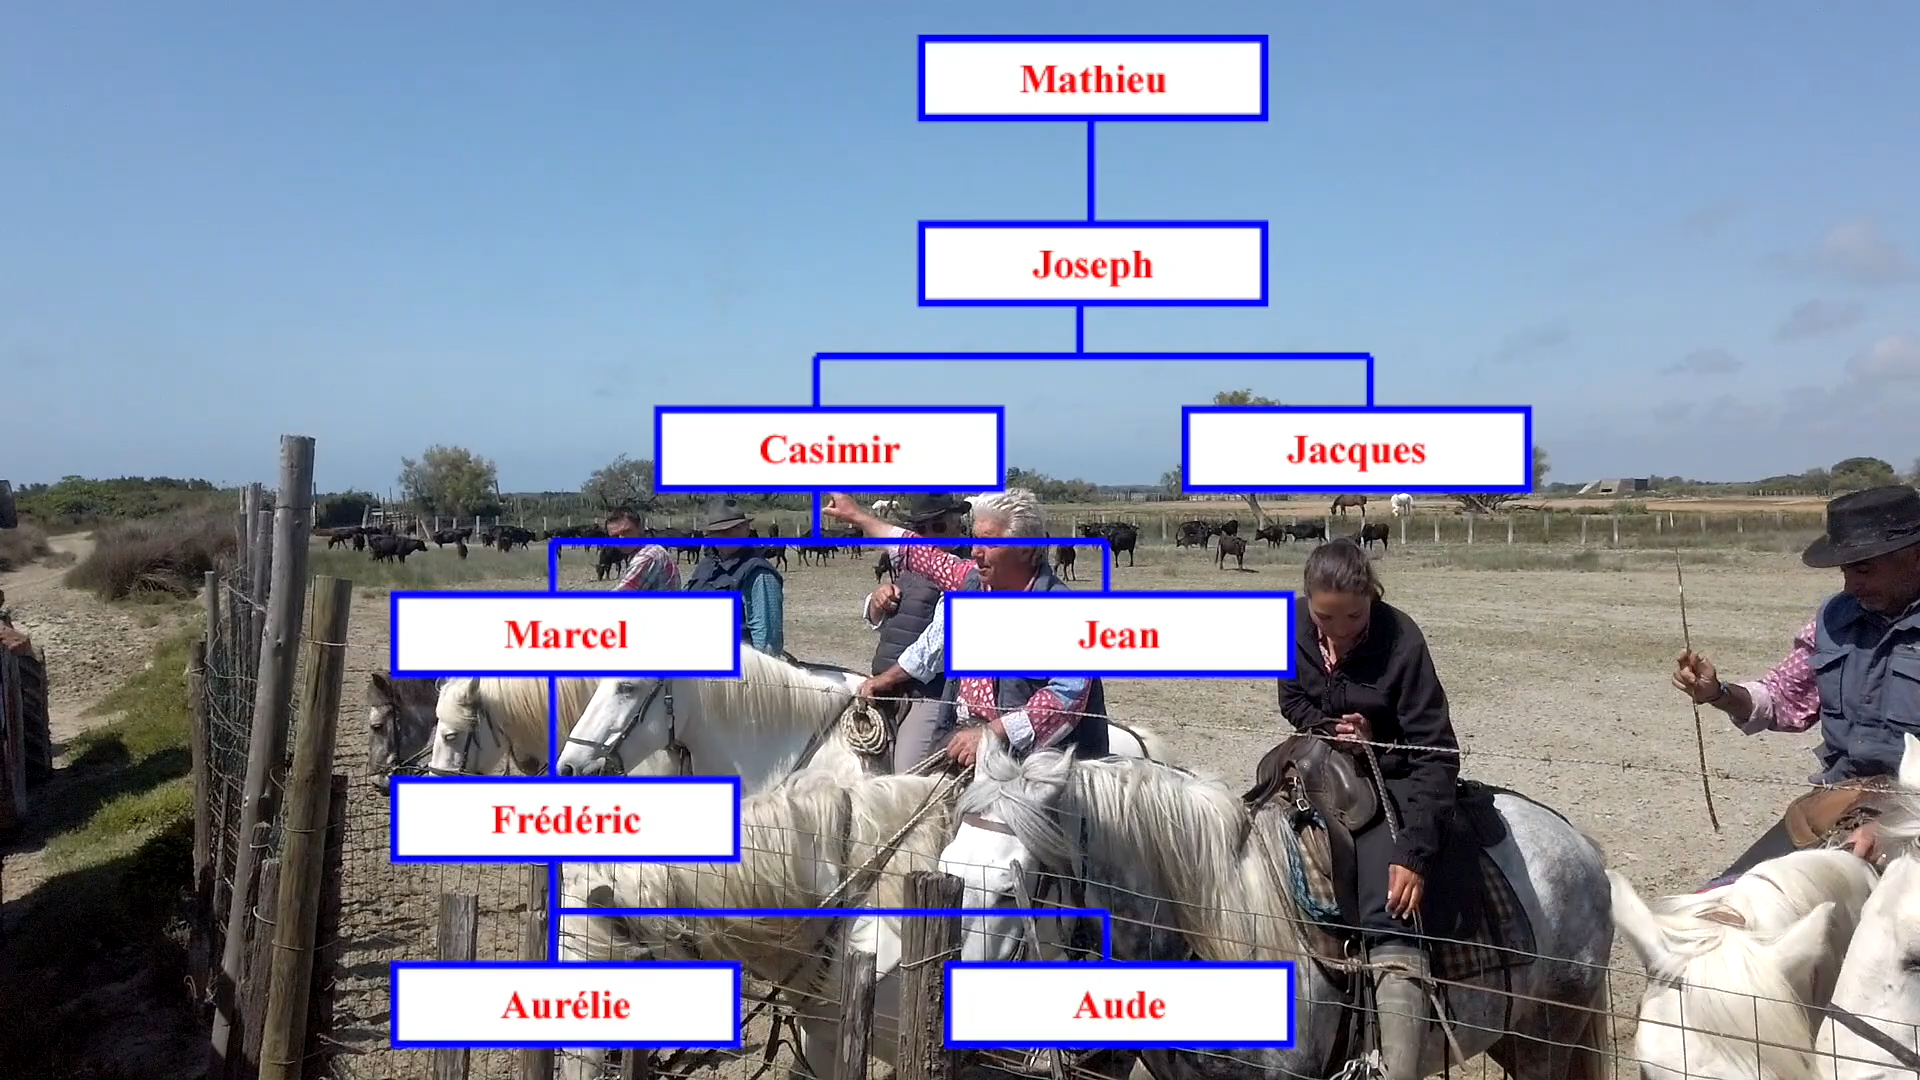 Mathieu
Joseph
Casimir
Jacques
Marcel
Jean
Frédéric
Aurélie
Aude